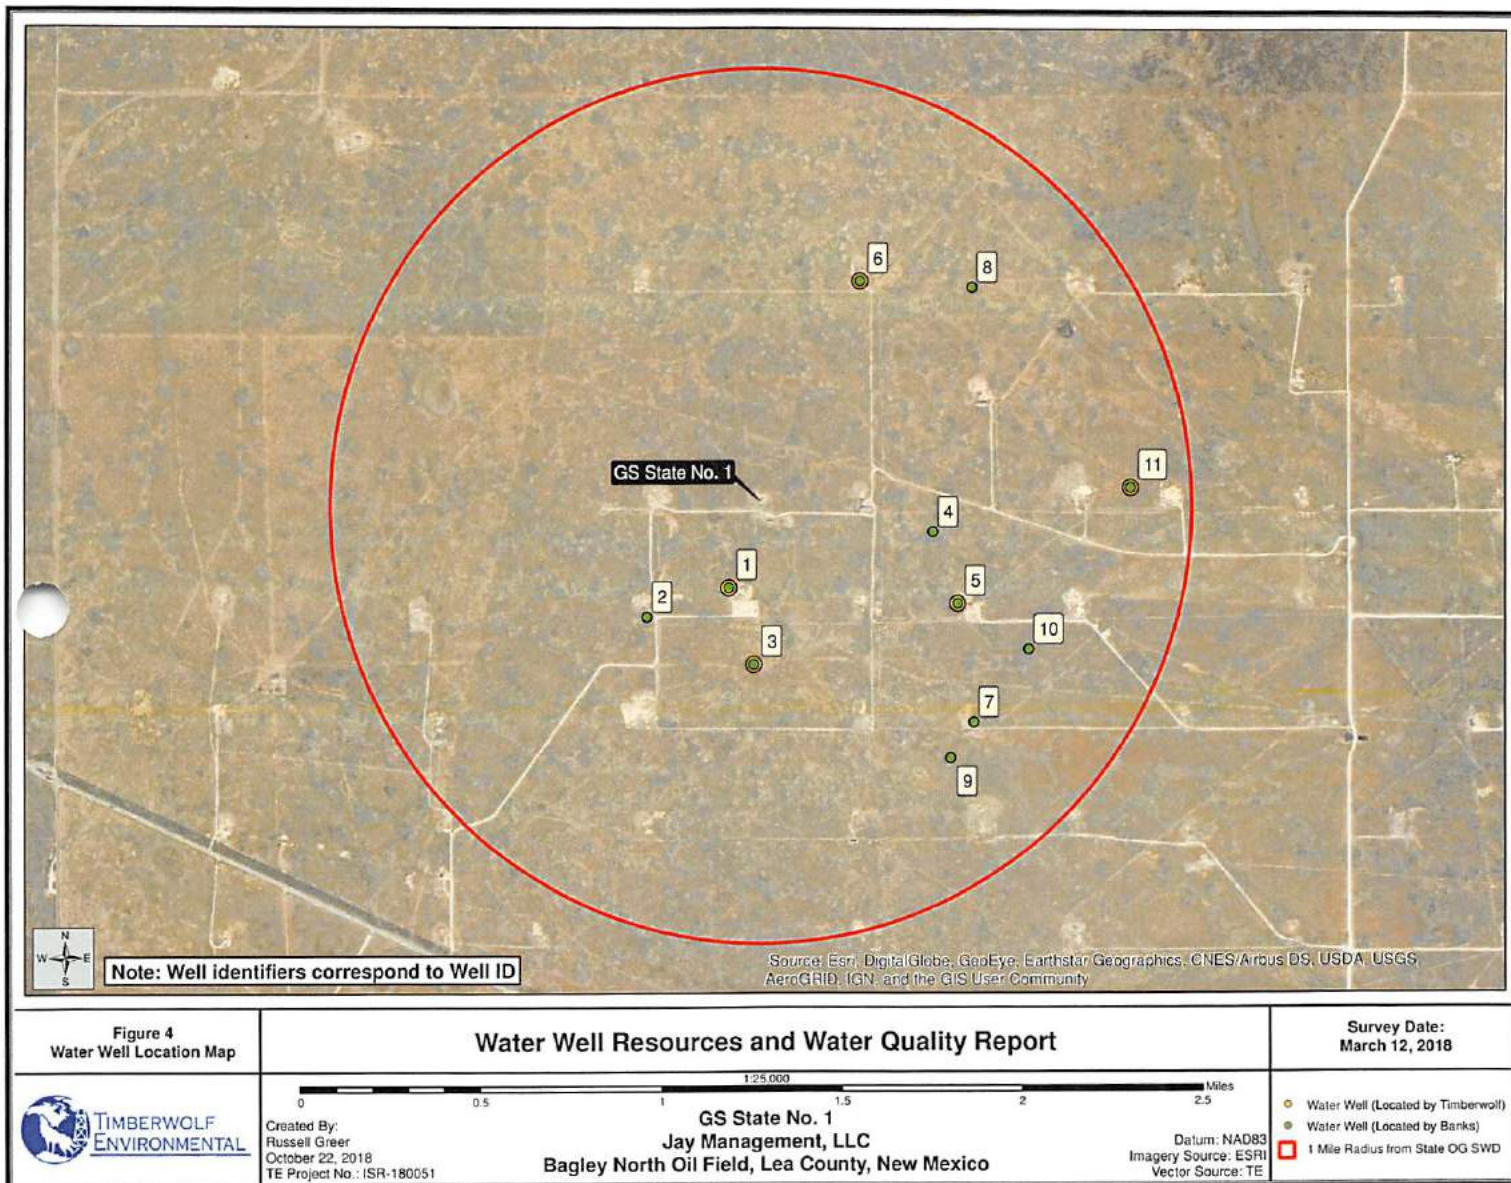 6
8
GS State No. 1
11
4
1
5
2
10
3
7
9
N
W E
S
Note: Well identifiers correspond to Well ID
Source: Esri, DigitalGlobe, GeoEye, Earthstar Geographics, CNES/Airbus DS, USDA, USGS,
AeroGRID, IGN, and the GIS User Community
Figure 4
Water Well Location Map
Water Well Resources and Water Quality Report
Survey Date:
March 12, 2018
1:25,000
Miles
0 0.5 1 1.5 2 2.5
TIMBERWOLF
ENVIRONMENTAL
Created By:
Russell Greer
October 22, 2018
TE Project No.: ISR-180051
GS State No. 1
Jay Management, LLC
Bagley North Oil Field, Lea County, New Mexico
Datum: NAD83
Imagery Source: ESRI
Vector Source: TE
Water Well (Located by Timberwolf)
Water Well (Located by Banks)
1 Mile Radius from State OG SWD